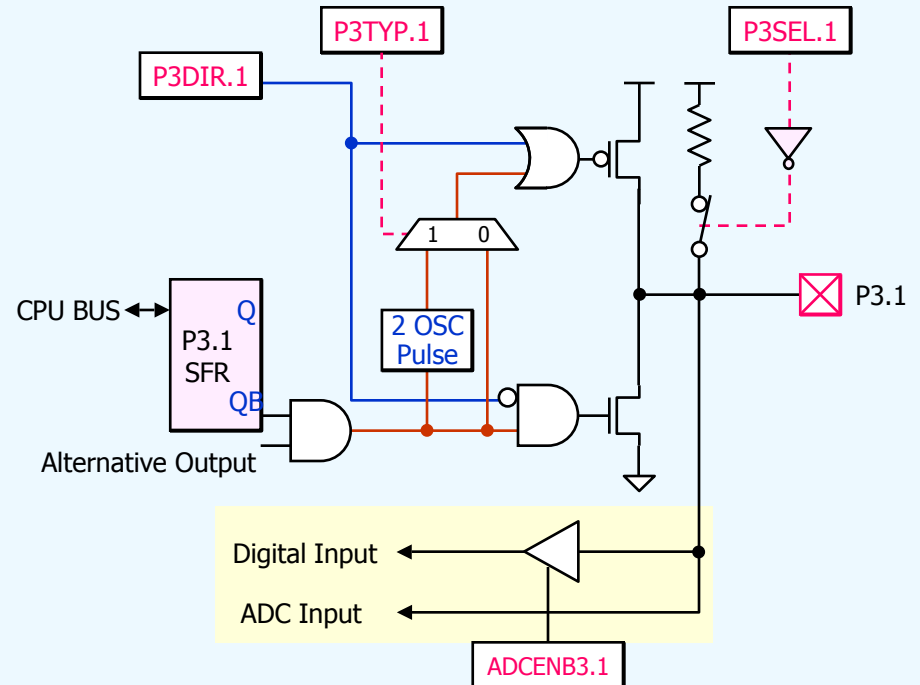 P3TYP.1
P3SEL.1
P3DIR.1
1 0
CPU BUS
Q
P3.1
SFR
QB
2 OSC
Pulse
P3.1
Alternative Output
Digital Input
ADC Input
ADCENB3.1